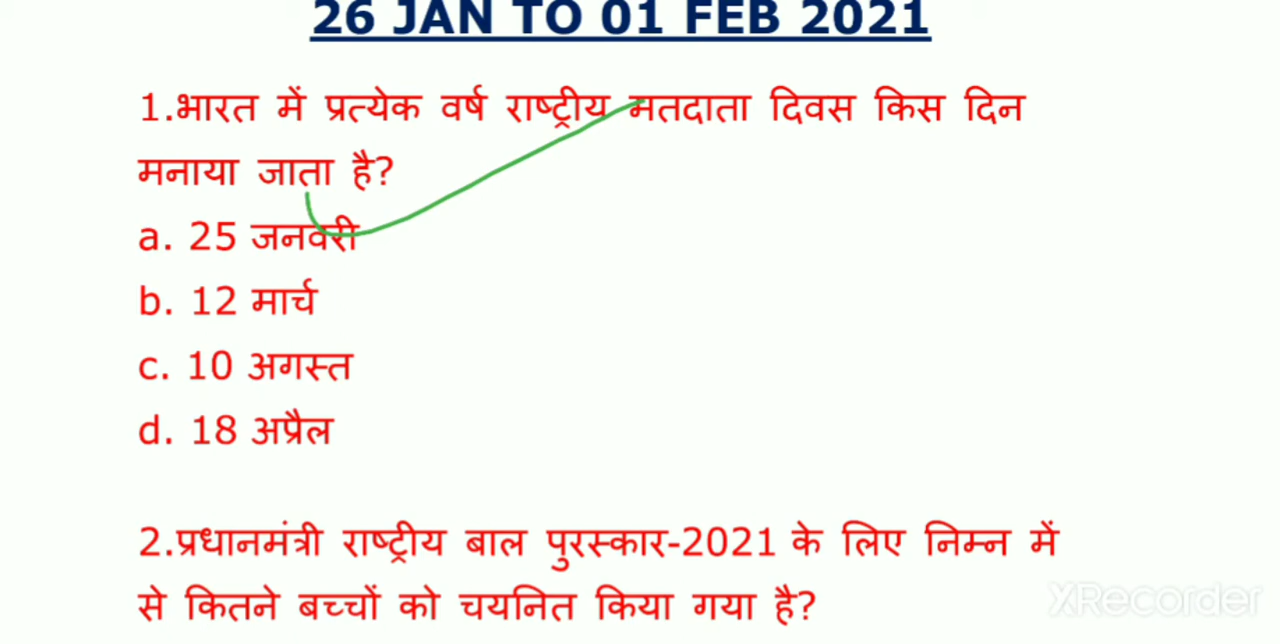 26 JAN TO 01 FEB 2021
1.भारत में प्रत्येक वर्ष राष्ट्रीय मतदाता दिवस किस दिन
मनाया जाता है?
a. 25 जनवरी
b. 12 मार्च
c. 10 अगस्त
d. 18 अप्रैल
2.प्रधानमंत्री राष्ट्रीय बाल पुरस्कार-2021 के लिए निम्न में
से कितने बच्चों को चयनित किया गया है?
XRecorder